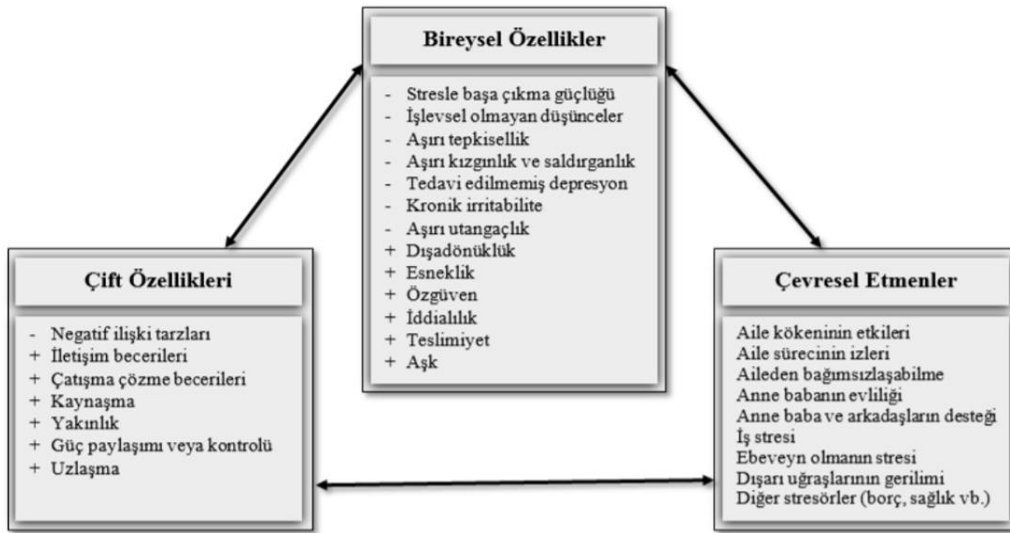 Bireysel Özellikler
- Stresle başa çıkma güçlüğü
- İşlevsel olmayan düşünceler
- Aşırı tepkisellik
- Aşırı kızgınlık ve saldırganlık
- Tedavi edilmemiş depresyon
- Kronik irritabilite
- Aşırı utangaçlık
+ Dışadönüklük
+ Esneklik
+ Özgüven
+ İddialılık
+ Teslimiyet
+ Aşk
Çift Özellikleri
- Negatif ilişki tarzları
+ İletişim becerileri
+ Çatışma çözme becerileri
+ Kaynaşma
+ Yakınlık
+ Güç paylaşımı veya kontrolü
+ Uzlaşma
Çevresel Etmenler
Aile kökeninin etkileri
Aile sürecinin izleri
Aileden bağımsızlaşabilme
Anne babanın evliliği
Anne baba ve arkadaşların desteği
İş stresi
Ebeveyn olmanın stresi
Dışarı uğraşlarının gerilimi
Diğer stresörler (borç, sağlık vb.)